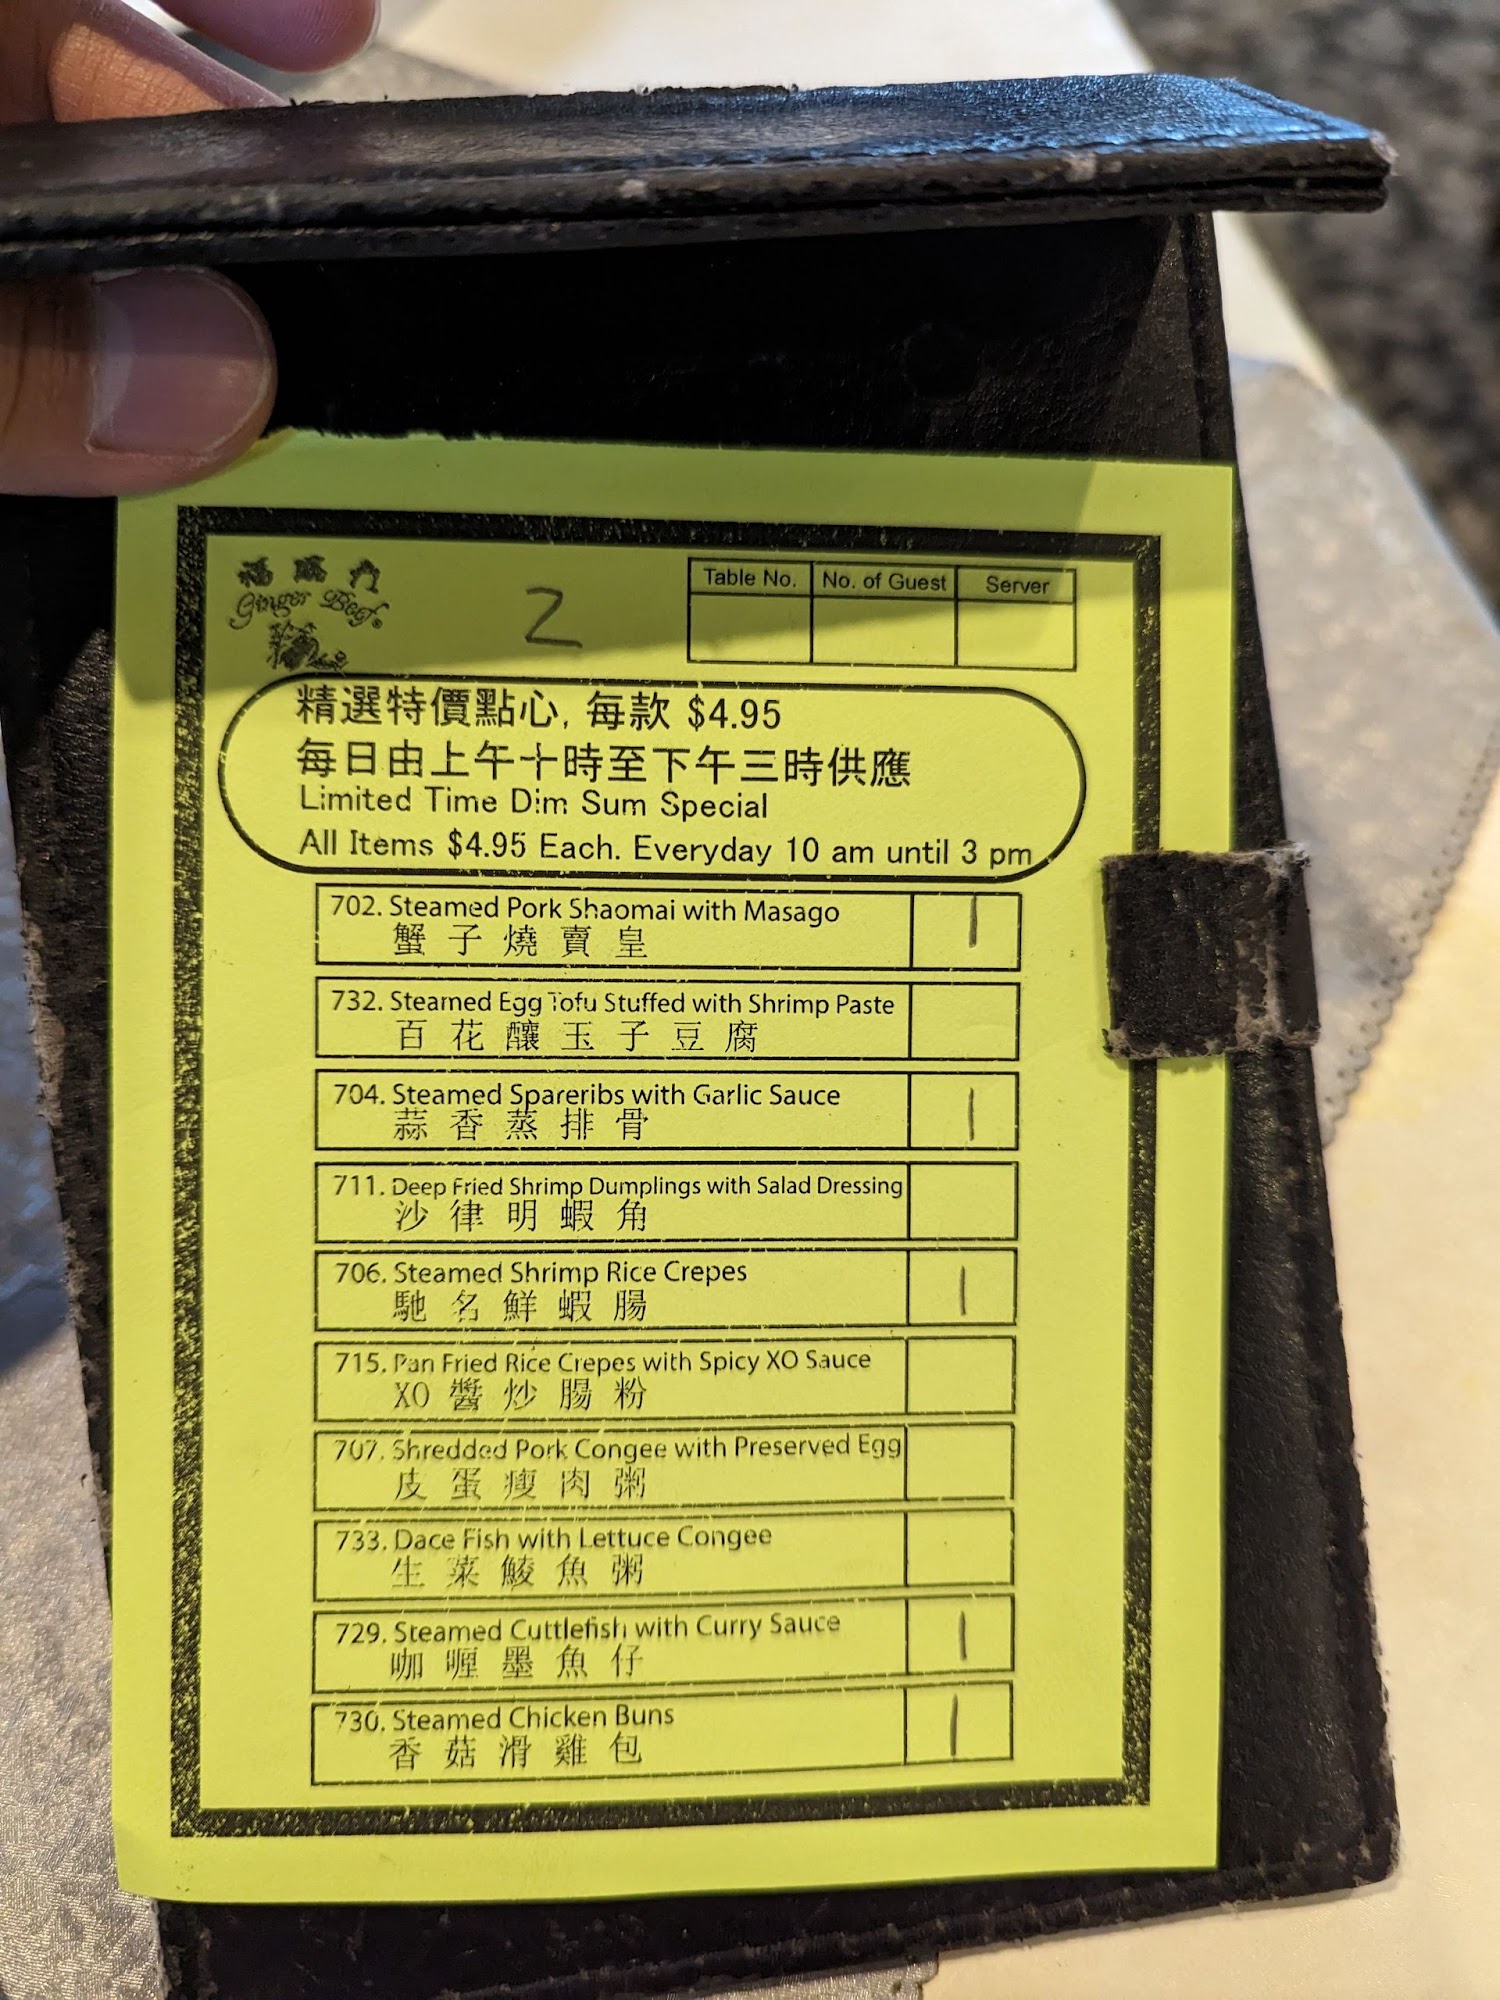 福臨門
Ginger Beef®
2
Table No. No. of Guest Server
精選特價點心, 每款 $4.95
每日由上午十時至下午三時供應
Limited Time Dim Sum Special
All Items $4.95 Each. Everyday 10 am until 3 pm
702. Steamed Pork Shaomai with Masago |
蟹子燒賣皇
732. Steamed Egg Tofu Stuffed with Shrimp Paste
百花釀玉子豆腐
704. Steamed Spareribs with Garlic Sauce |
蒜香蒸排骨
711. Deep Fried Shrimp Dumplings with Salad Dressing
沙律明蝦角
706. Steamed Shrimp Rice Crepes |
馳名鮮蝦腸
715. Pan Fried Rice Crepes with Spicy XO Sauce
XO 醬炒腸粉
707. Shredded Pork Congee with Preserved Egg
皮蛋瘦肉粥
733. Dace Fish with Lettuce Congee
生菜鯪魚粥
729. Steamed Cuttlefish with Curry Sauce |
咖喱墨魚仔
730. Steamed Chicken Buns |
香菇滑雞包